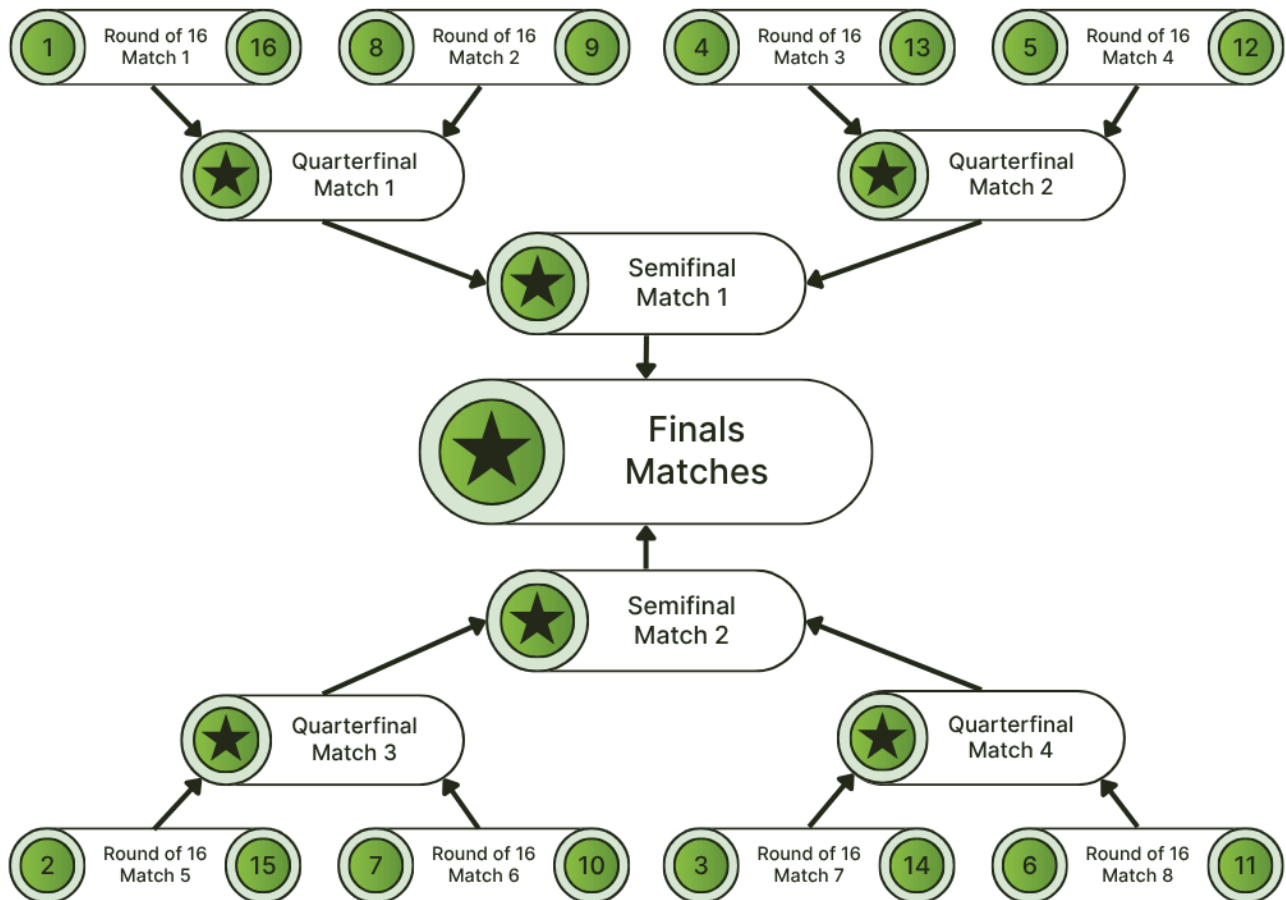 1
Round of 16
Match 1
16
8
Round of 16
Match 2
9
4
Round of 16
Match 3
13
5
Round of 16
Match 4
12
Quarterfinal
Match 1
Quarterfinal
Match 2
Semifinal
Match 1
Finals
Matches
Semifinal
Match 2
Quarterfinal
Match 3
Quarterfinal
Match 4
2
Round of 16
Match 5
15
7
Round of 16
Match 6
10
3
Round of 16
Match 7
14
6
Round of 16
Match 8
11